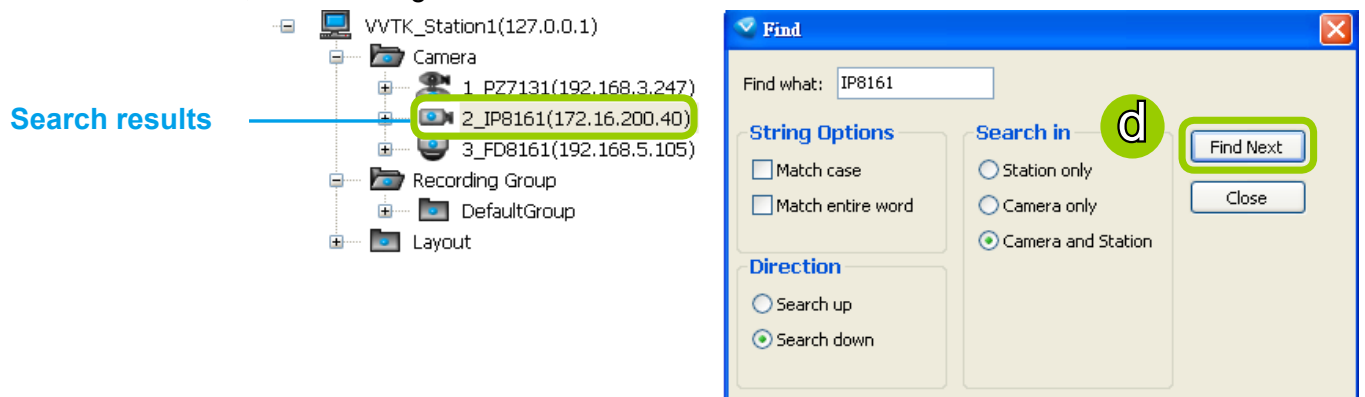 VVTK_Station1(127.0.0.1)
Camera
1_PZ7131(192.168.3.247)
2_IP8161(172.16.200.40)
3_FD8161(192.168.5.105)
Recording Group
DefaultGroup
Layout
Search results
Find
Find what: IP8161
String Options
Match case
Match entire word
Direction
Search up
Search down
Search in
Station only
Camera only
Camera and Station
d
Find Next
Close